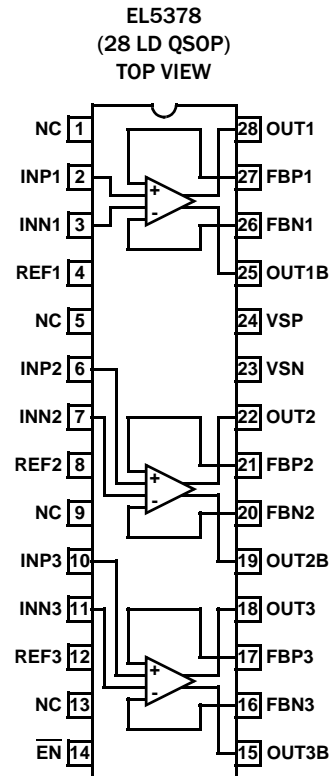 EL5378
(28 LD QSOP)
TOP VIEW
NC 1
28 OUT1
INP1 2
27 FBP1
+
INN1 3
-
26 FBN1
REF1 4
25 OUT1B
NC 5
24 VSP
INP2 6
23 VSN
INN2 7
22 OUT2
REF2 8
21 FBP2
+
NC 9
-
20 FBN2
INP3 10
19 OUT2B
INN3 11
18 OUT3
REF3 12
17 FBP3
+
NC 13
-
16 FBN3
E̅N̅ 14
15 OUT3B